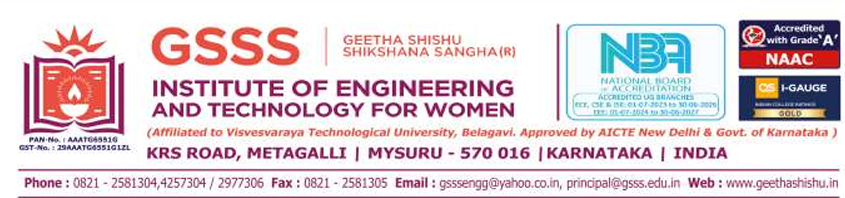 GSSS
GEETHA SHISHU
SHIKSHANA SANGHA(R)
INSTITUTE OF ENGINEERING
AND TECHNOLOGY FOR WOMEN
NBA
NATIONAL BOARD
of ACCREDITATION
ACCREDITED UG BRANCHES
ECE, CSE & ISE: 01-07-2023 to 30-06-2026
EEE: 01-07-2024 to 30-06-2027
Accredited
with Grade 'A'
NAAC
I-GAUGE
INDIAN COLLEGE RATINGS
GOLD
PAN-No. : AAATG6551G
GST-No. : 29AAATG6551G1ZL
(Affiliated to Visvesvaraya Technological University, Belagavi. Approved by AICTE New Delhi & Govt. of Karnataka )
KRS ROAD, METAGALLI | MYSURU - 570 016 |KARNATAKA | INDIA
Phone : 0821 - 2581304,4257304 / 2977306 Fax : 0821 - 2581305 Email : gsssengg@yahoo.co.in, principal@gsss.edu.in Web : www.geethashishu.in